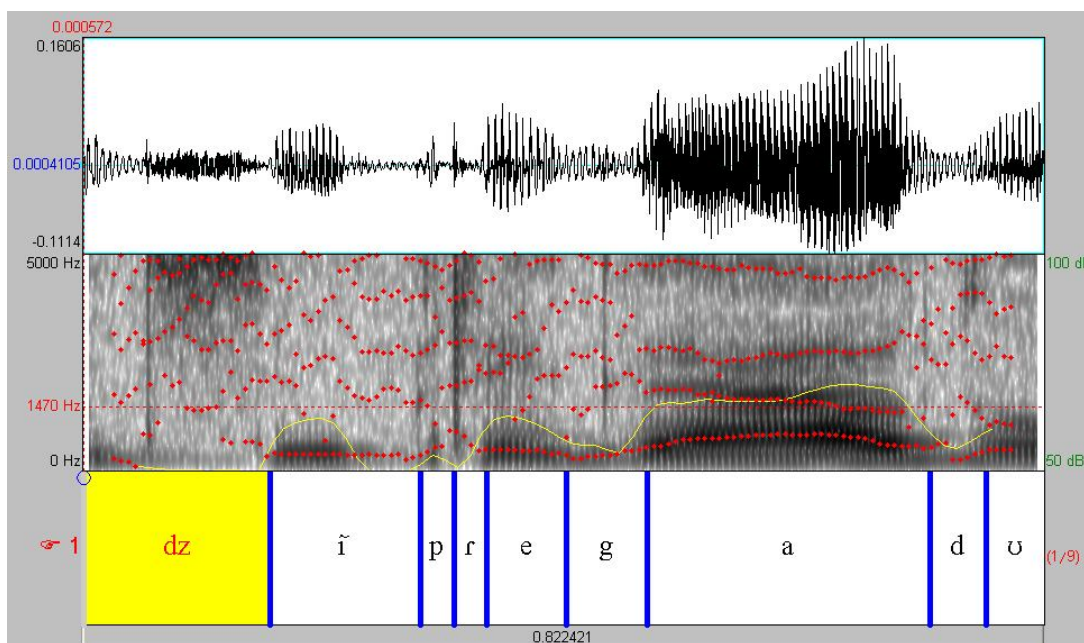 0.000572
0.1606
0.0004105
-0.1114
5000 Hz
100 dB
1470 Hz
0 Hz
50 dB
1 dz ĩ p ɾ e g a d ʊ (1/9)
0.822421